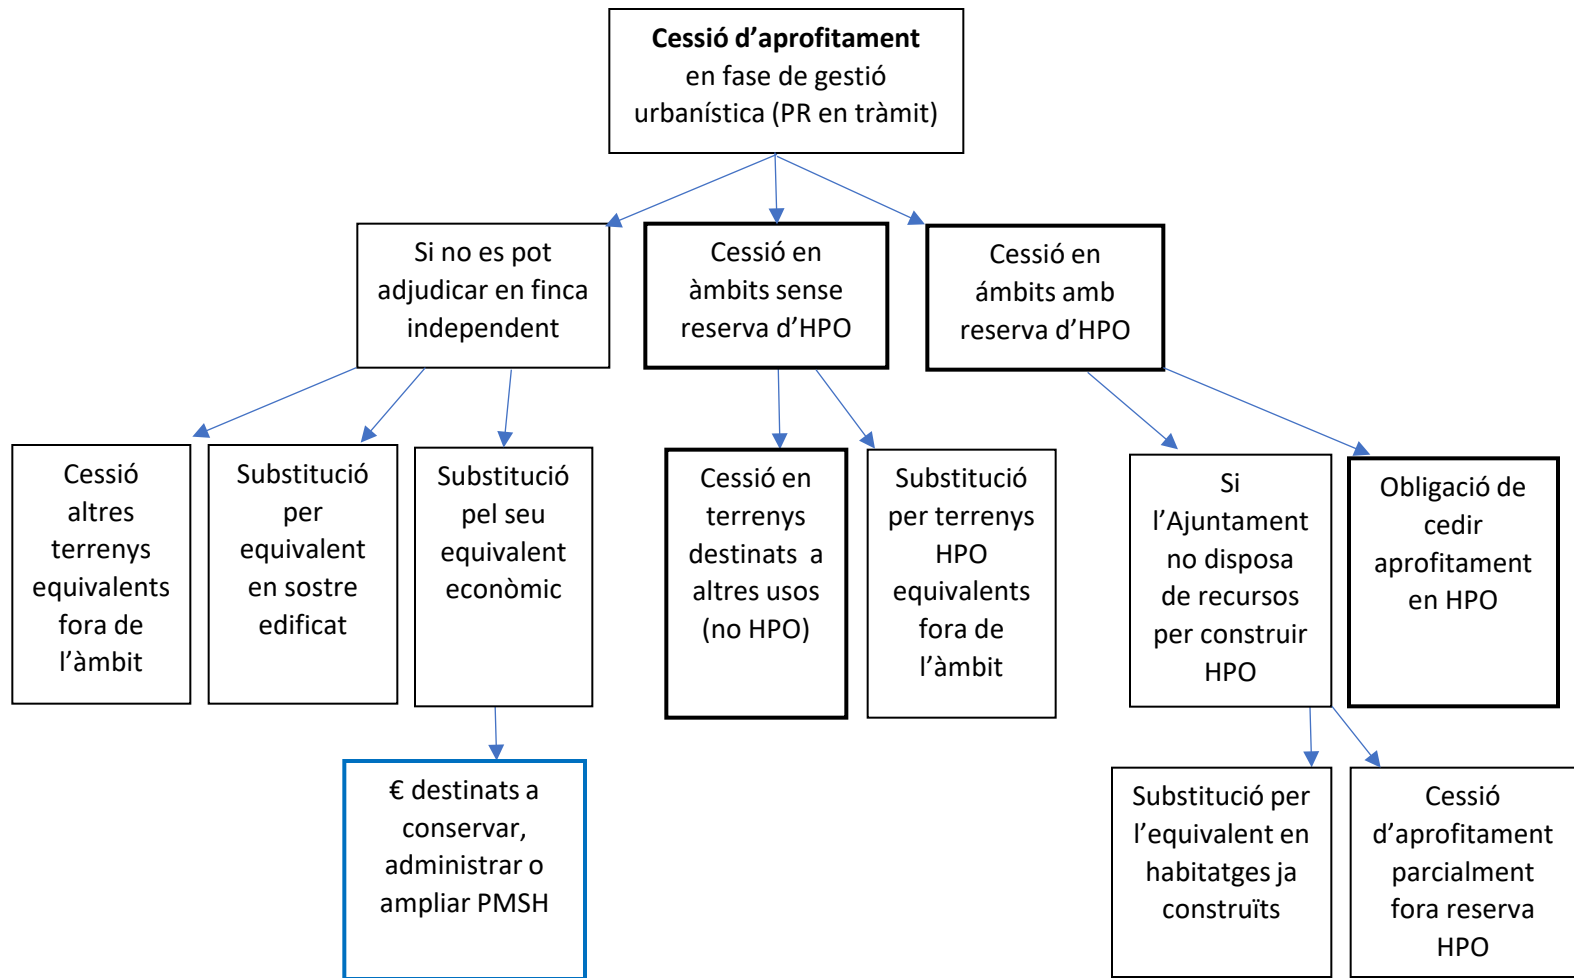 Cessió d’aprofitament
en fase de gestió
urbanística (PR en tràmit)
Si no es pot
adjudicar en finca
independent
Cessió en
àmbits sense
reserva d’HPO
Cessió en
ámbits amb
reserva d’HPO
Cessió
altres
terrenys
equivalents
fora de
l’àmbit
Substitució
per
equivalent
en sostre
edificat
Substitució
pel seu
equivalent
econòmic
Cessió en
terrenys
destinats a
altres usos
(no HPO)
Substitució
per terrenys
HPO
equivalents
fora de
l’àmbit
Si
l’Ajuntament
no disposa
de recursos
per construir
HPO
Obligació de
cedir
aprofitament
en HPO
€ destinats a
conservar,
administrar o
ampliar PMSH
Substitució per
l’equivalent en
habitatges ja
construïts
Cessió
d’aprofitament
parcialment
fora reserva
HPO